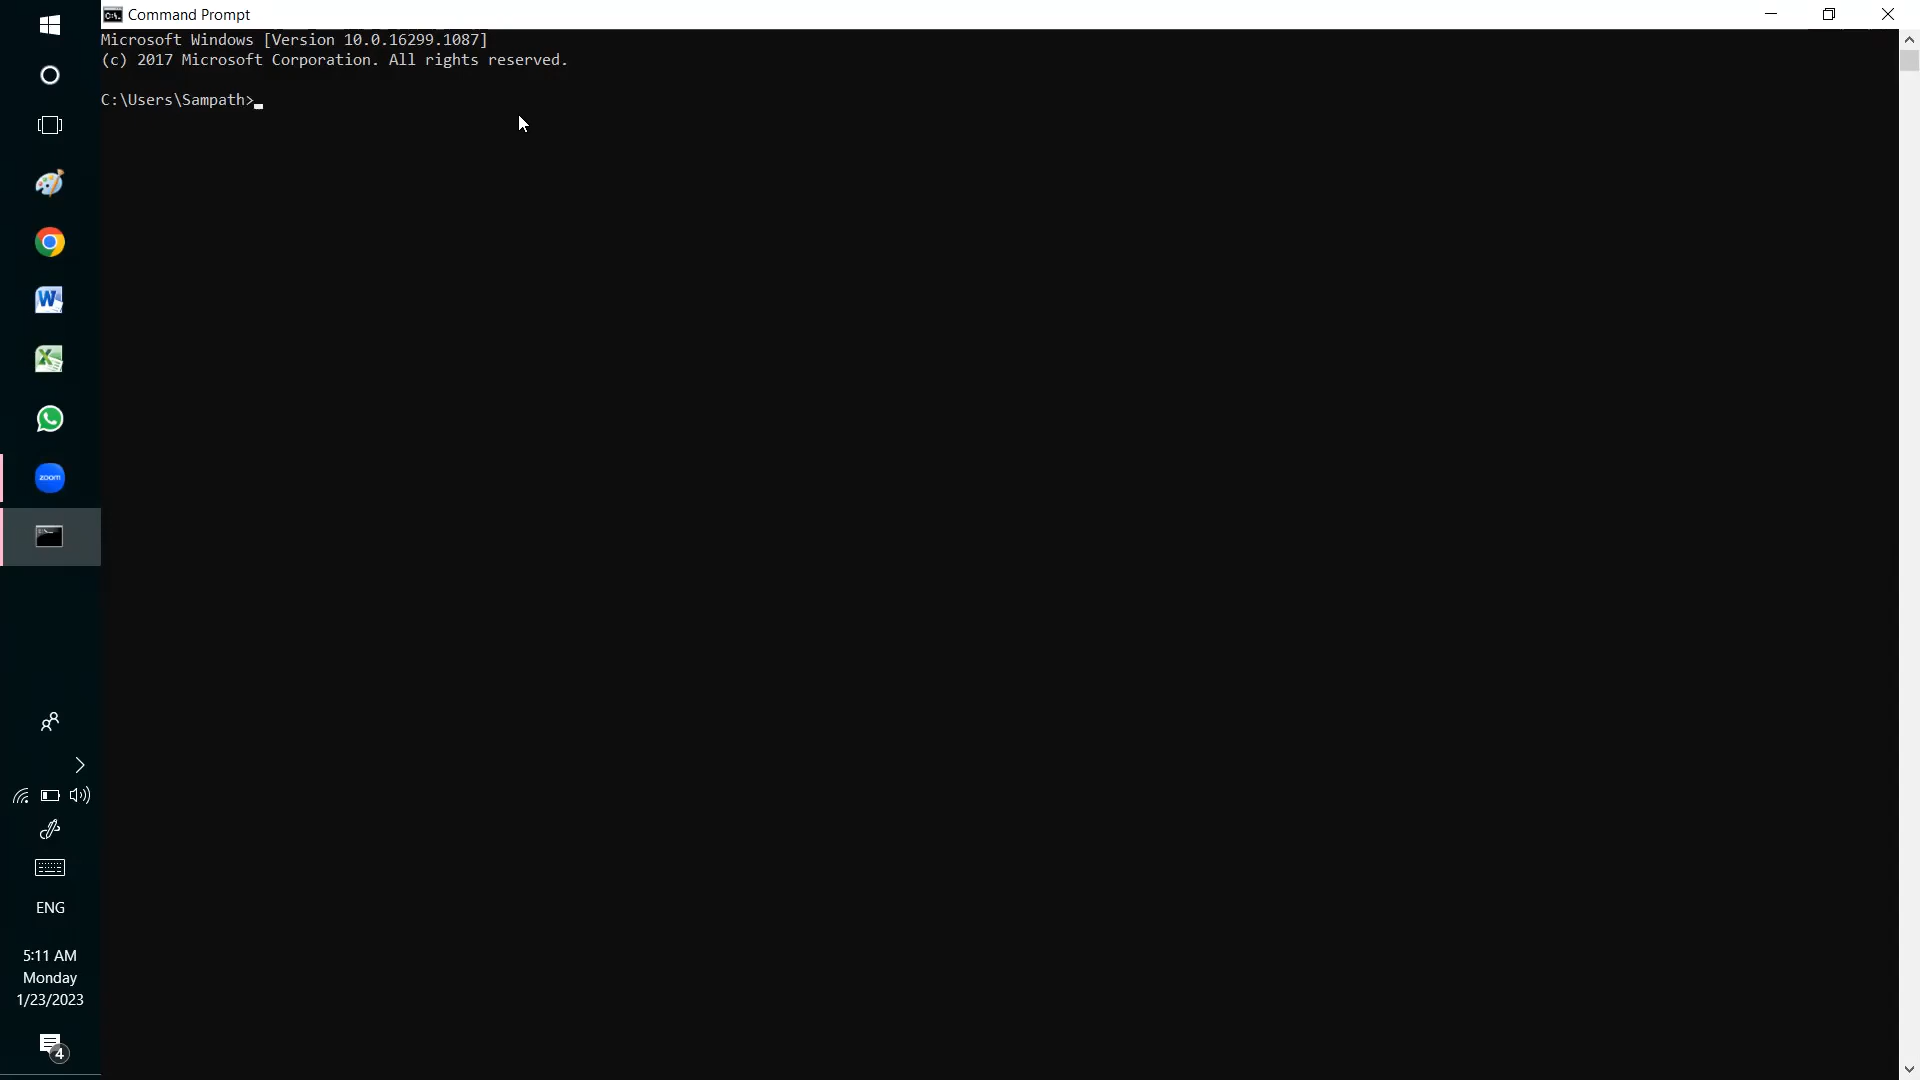 Command Prompt
Microsoft Windows [Version 10.0.16299.1087]
(c) 2017 Microsoft Corporation. All rights reserved.
C:\Users\Sampath>
zoom
ENG
5:11 AM
Monday
1/23/2023
4